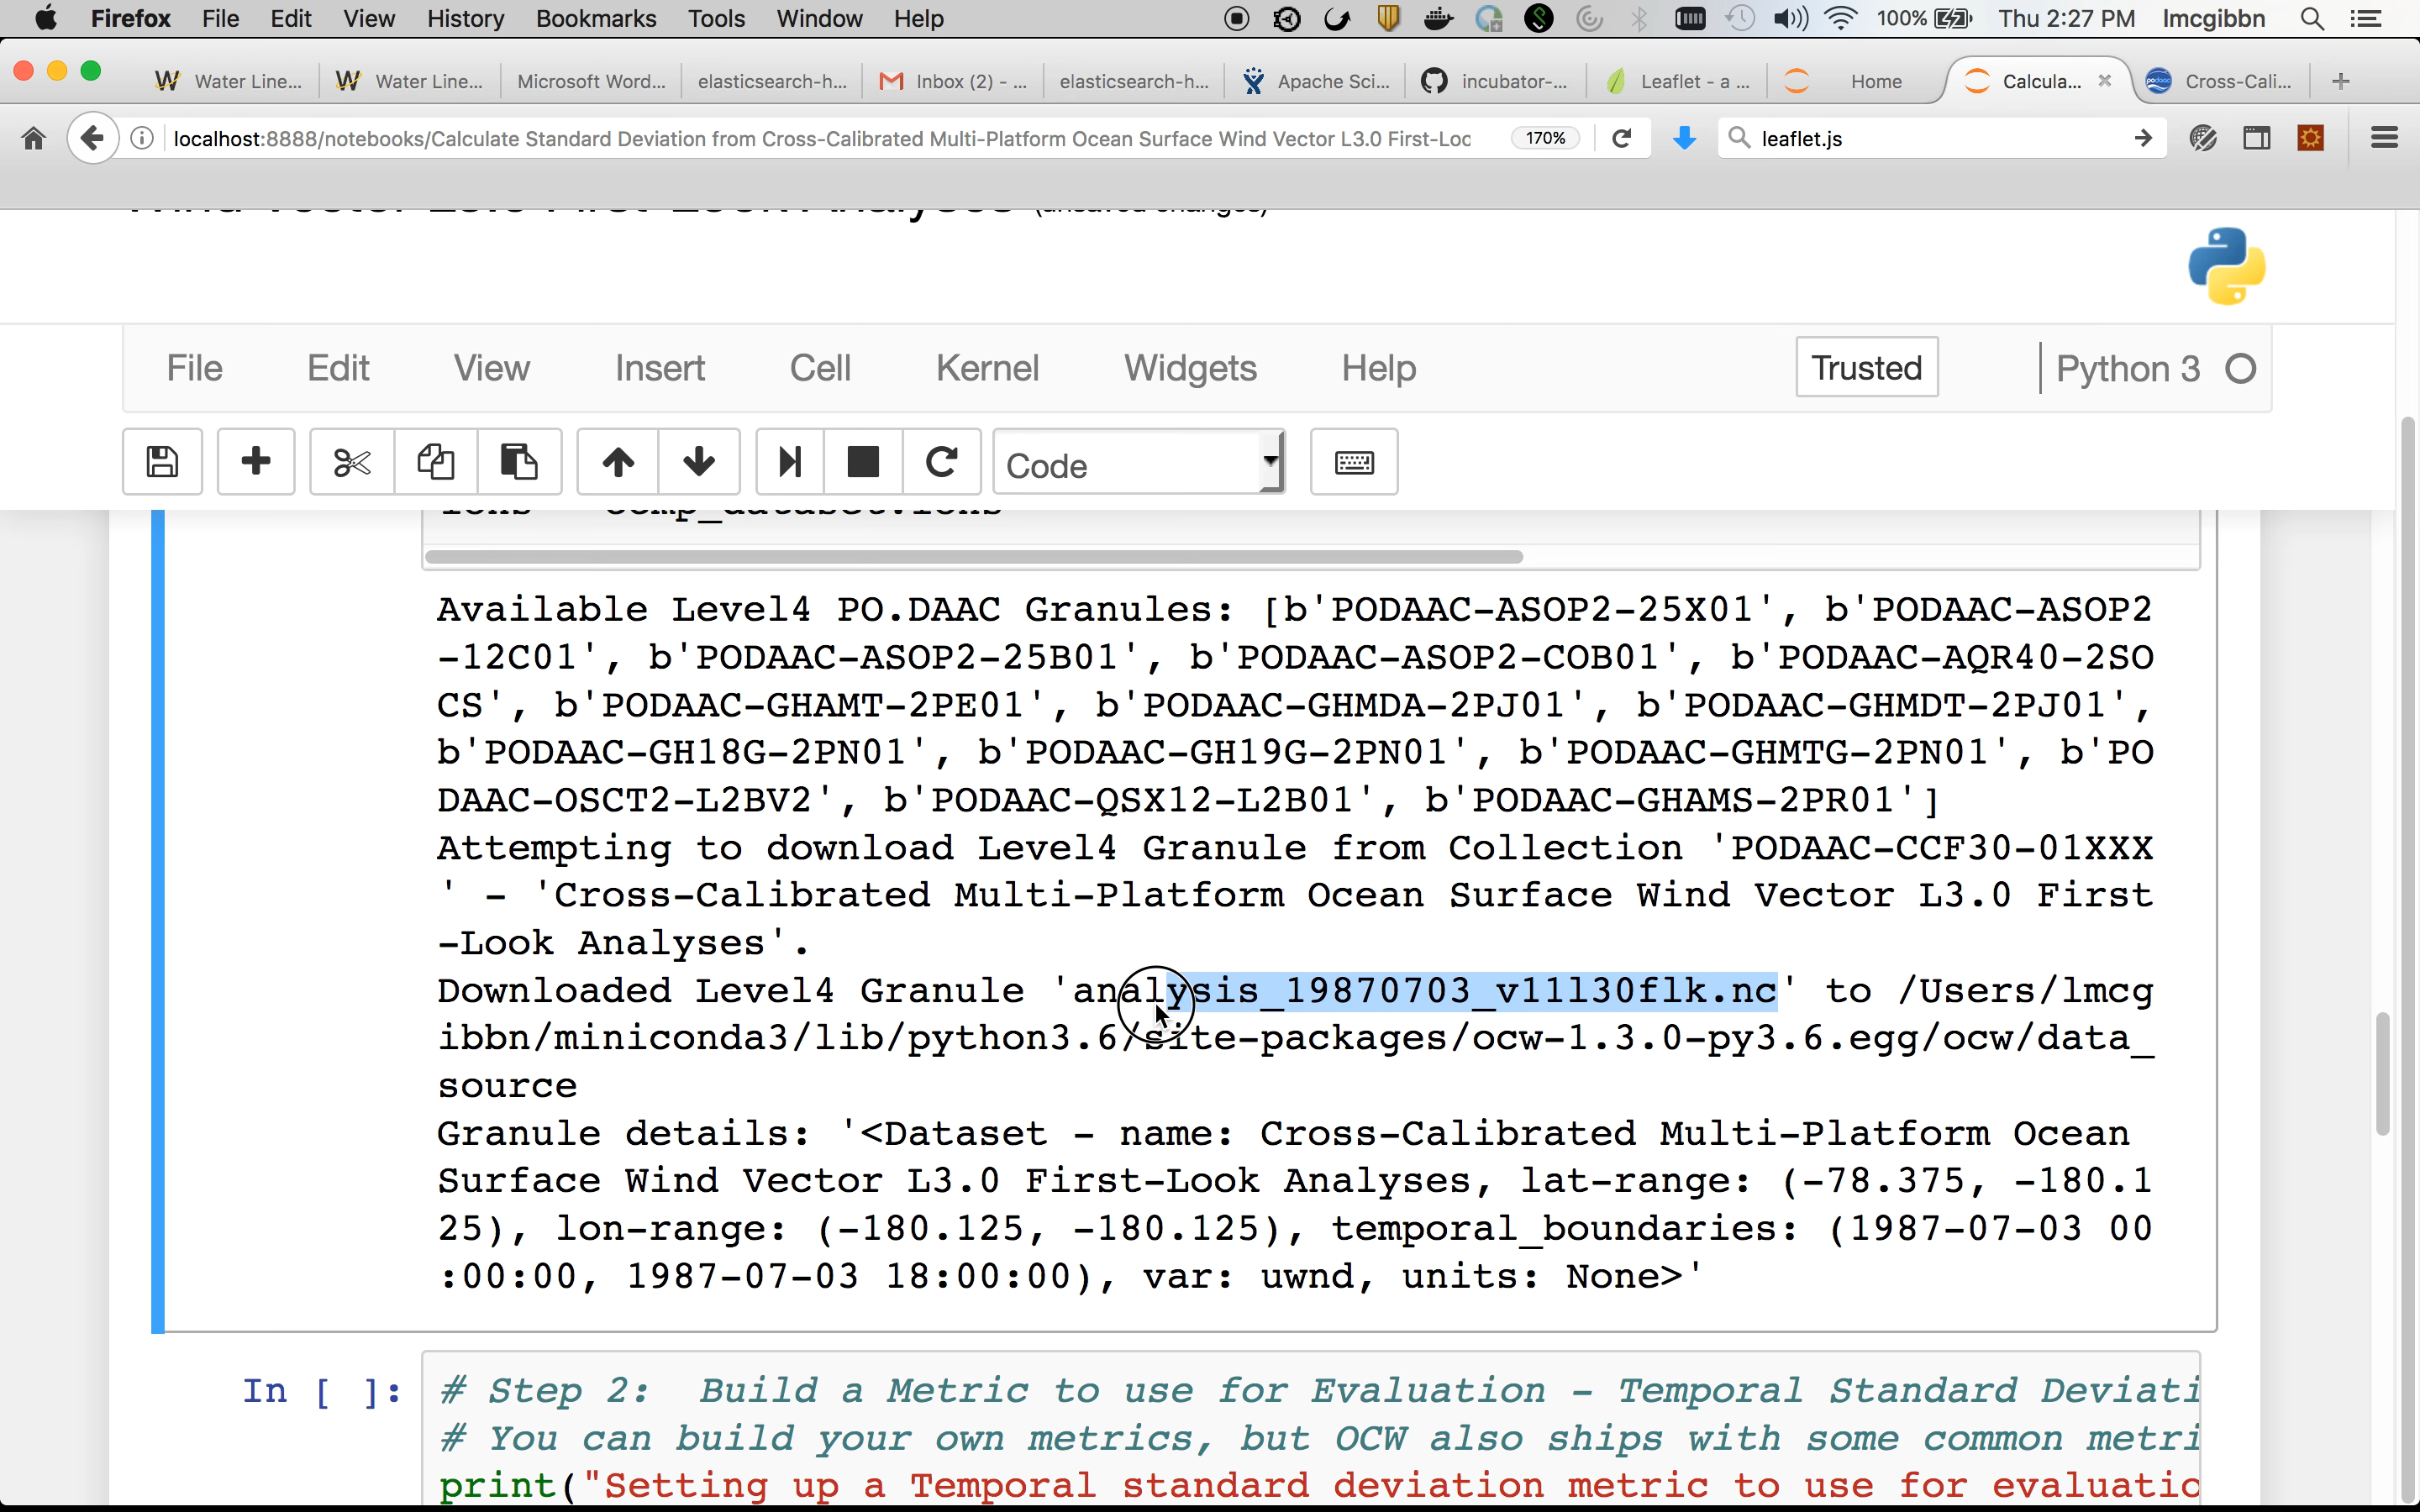 Firefox File Edit View History Bookmarks Tools Window Help 100% Thu 2:27 PM lmcgibbn
Water Line... Water Line... Microsoft Word... elasticsearch-h... Inbox (2) - ... elasticsearch-h... Apache Sci... incubator-... Leaflet - a ... Home Calcula... Cross-Cali...
localhost:8888/notebooks/Calculate Standard Deviation from Cross-Calibrated Multi-Platform Ocean Surface Wind Vector L3.0 First-Loc 170% leaflet.js
Wind Vector L3.0 First-Look Analyses (unsaved changes)
File Edit View Insert Cell Kernel Widgets Help Trusted Python 3
Code
lons = comp_dataset.lons
Available Level4 PO.DAAC Granules: [b'PODAAC-ASOP2-25X01', b'PODAAC-ASOP2
-12C01', b'PODAAC-ASOP2-25B01', b'PODAAC-ASOP2-COB01', b'PODAAC-AQR40-2SO
CS', b'PODAAC-GHAMT-2PE01', b'PODAAC-GHMDA-2PJ01', b'PODAAC-GHMDT-2PJ01',
b'PODAAC-GH18G-2PN01', b'PODAAC-GH19G-2PN01', b'PODAAC-GHMTG-2PN01', b'PO
DAAC-OSCT2-L2BV2', b'PODAAC-QSX12-L2B01', b'PODAAC-GHAMS-2PR01']
Attempting to download Level4 Granule from Collection 'PODAAC-CCF30-01XXX
' - 'Cross-Calibrated Multi-Platform Ocean Surface Wind Vector L3.0 First
-Look Analyses'.
Downloaded Level4 Granule 'analysis_19870703_v11l30flk.nc' to /Users/lmcg
ibbn/miniconda3/lib/python3.6/site-packages/ocw-1.3.0-py3.6.egg/ocw/data_
source
Granule details: '<Dataset - name: Cross-Calibrated Multi-Platform Ocean
Surface Wind Vector L3.0 First-Look Analyses, lat-range: (-78.375, -180.1
25), lon-range: (-180.125, -180.125), temporal_boundaries: (1987-07-03 00
:00:00, 1987-07-03 18:00:00), var: uwnd, units: None>'
In [ ]: # Step 2: Build a Metric to use for Evaluation - Temporal Standard Deviati
# You can build your own metrics, but OCW also ships with some common metri
print("Setting up a Temporal standard deviation metric to use for evaluatio